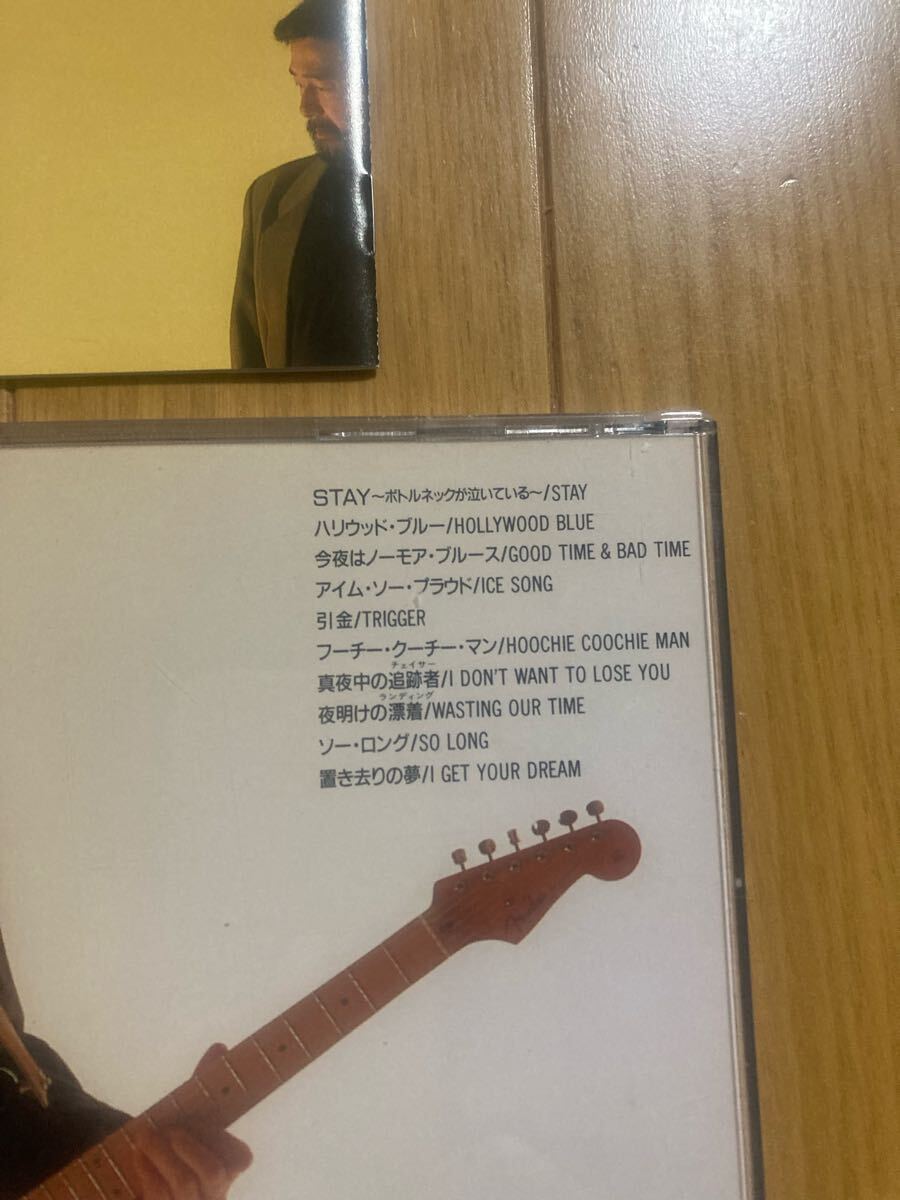 STAY～ボトルネックが泣いている～/STAY
ハリウッド・ブルー/HOLLYWOOD BLUE
今夜はノーモア・ブルース/GOOD TIME & BAD TIME
アイム・ソー・プラウド/ICE SONG
引金/TRIGGER
フーチー・クーチー・マン/HOOCHIE COOCHIE MAN
チェイサー
真夜中の追跡者/I DON'T WANT TO LOSE YOU
ランディング
夜明けの漂着/WASTING OUR TIME
ソー・ロング/SO LONG
置き去りの夢/I GET YOUR DREAM
Fender